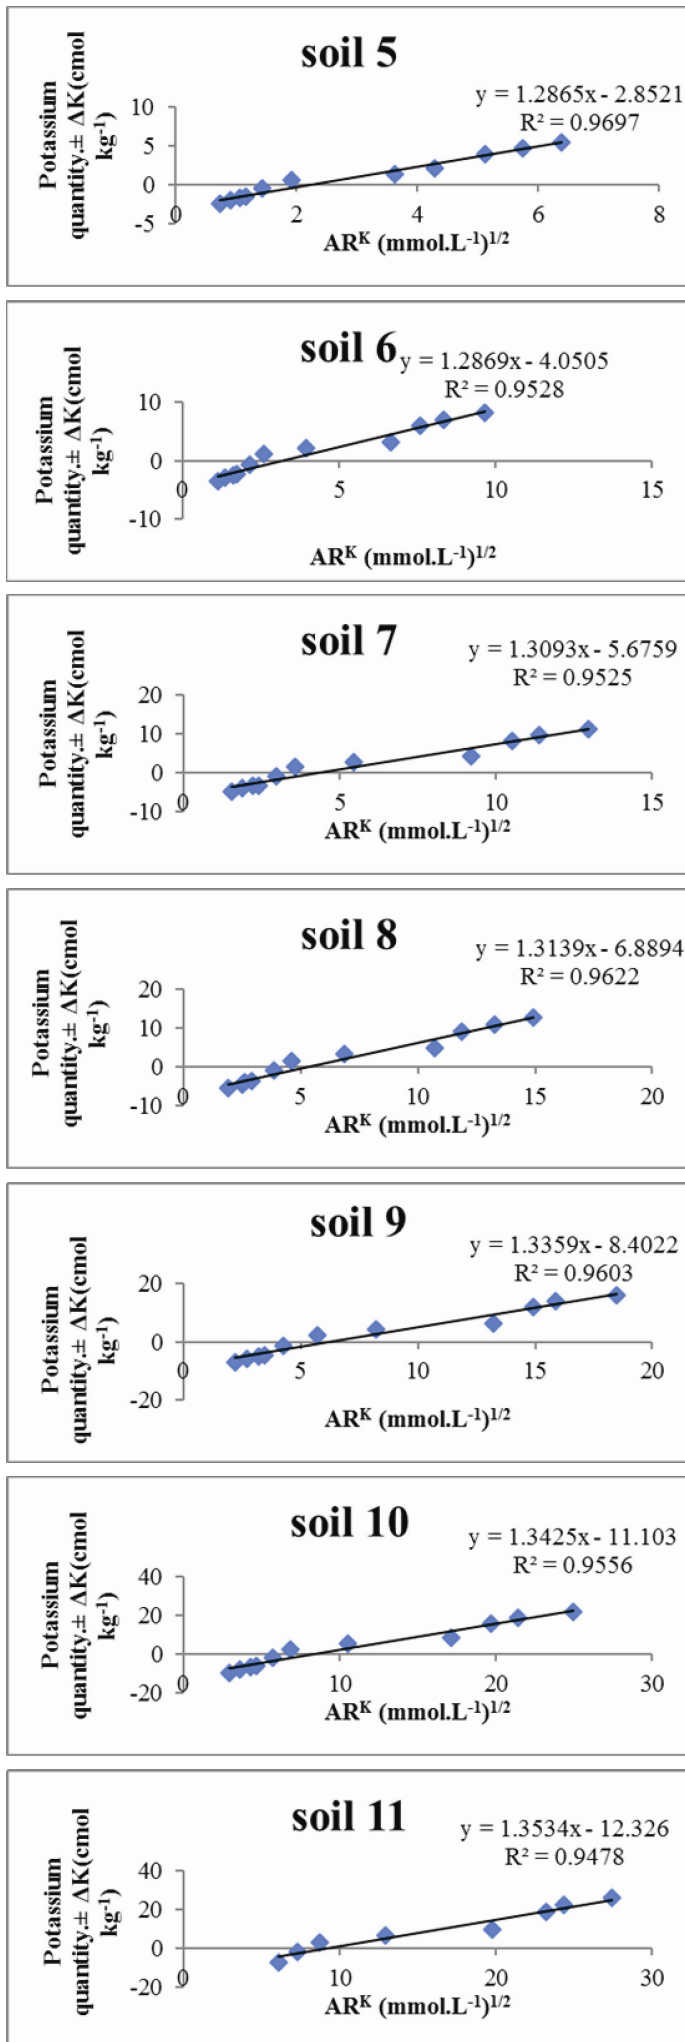 soil 5
y = 1.2865x - 2.8521
R² = 0.9697
Potassium
quantity.± ΔK(cmol
kg⁻¹)
10
5
0
-5
0
2
4
6
8
ARᴷ (mmol.L⁻¹)¹/²
soil 6
y = 1.2869x - 4.0505
R² = 0.9528
Potassium
quantity.± ΔK(cmol
kg⁻¹)
10
0
-10
0
5
10
15
ARᴷ (mmol.L⁻¹)¹/²
soil 7
y = 1.3093x - 5.6759
R² = 0.9525
Potassium
quantity.± ΔK(cmol
kg⁻¹)
20
10
0
-10
0
5
10
15
ARᴷ (mmol.L⁻¹)¹/²
soil 8
y = 1.3139x - 6.8894
R² = 0.9622
Potassium
quantity.± ΔK(cmol
kg⁻¹)
20
10
0
-10
0
5
10
15
20
ARᴷ (mmol.L⁻¹)¹/²
soil 9
y = 1.3359x - 8.4022
R² = 0.9603
Potassium
quantity.± ΔK(cmol
kg⁻¹)
20
0
-20
0
5
10
15
20
ARᴷ (mmol.L⁻¹)¹/²
soil 10
y = 1.3425x - 11.103
R² = 0.9556
Potassium
quantity.± ΔK(cmol
kg⁻¹)
40
20
0
-20
0
10
20
30
ARᴷ (mmol.L⁻¹)¹/²
soil 11
y = 1.3534x - 12.326
R² = 0.9478
Potassium
quantity.± ΔK(cmol
kg⁻¹)
40
20
0
-20
0
10
20
30
ARᴷ (mmol.L⁻¹)¹/²